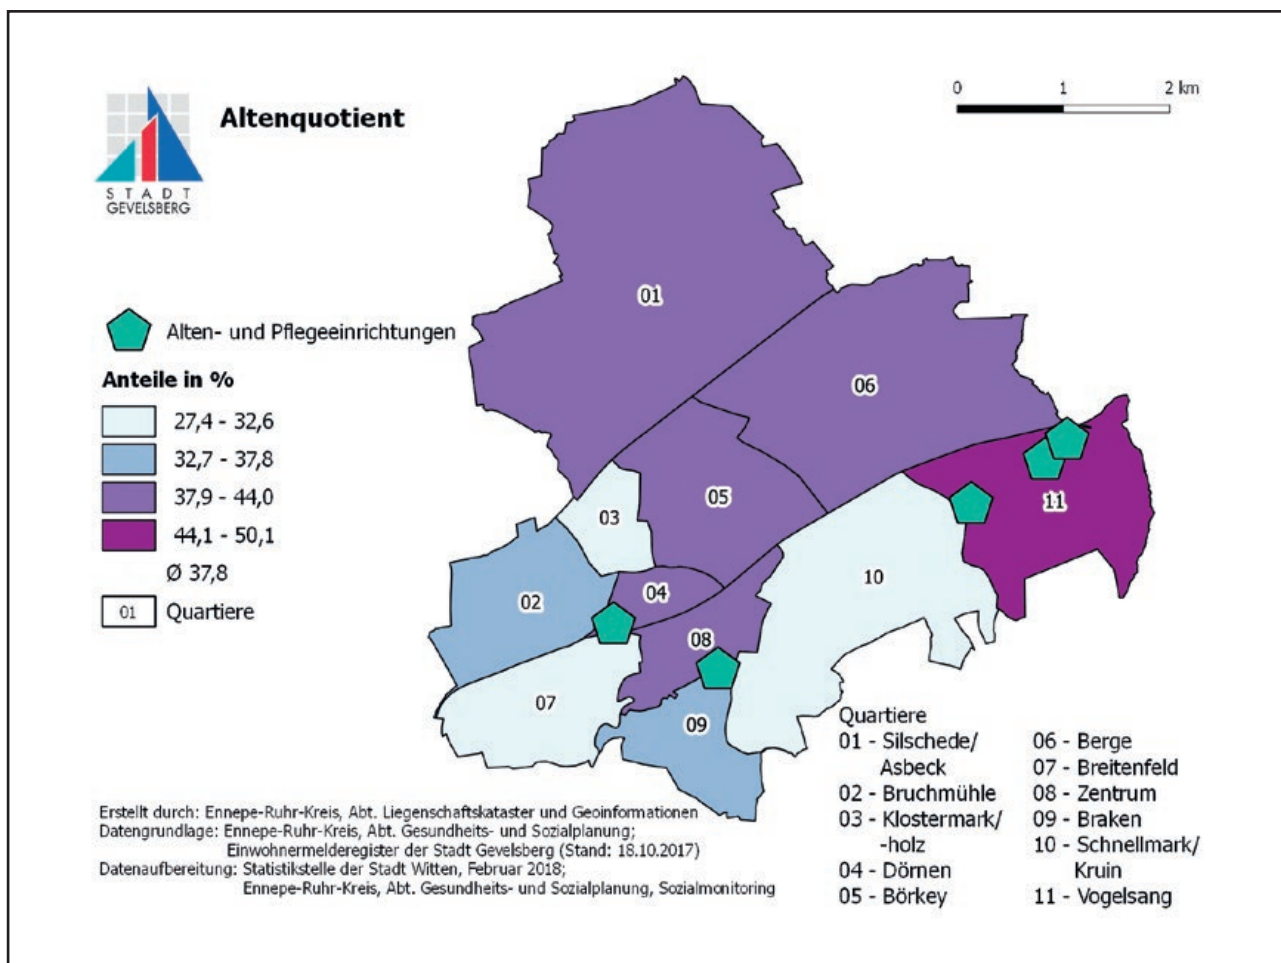 Altenquotient
STADT
GEVELSBERG
0 1 2 km
Alten- und Pflegeeinrichtungen
Anteile in %
27,4 - 32,6
32,7 - 37,8
37,9 - 44,0
44,1 - 50,1
Ø 37,8
01 Quartiere
01
06
05
03
11
10
02
04
08
07
09
Quartiere
01 - Silschede/
Asbeck
02 - Bruchmühle
03 - Klostermark/
-holz
04 - Dörnen
05 - Börkey
06 - Berge
07 - Breitenfeld
08 - Zentrum
09 - Braken
10 - Schnellmark/
Kruin
11 - Vogelsang
Erstellt durch: Ennepe-Ruhr-Kreis, Abt. Liegenschaftskataster und Geoinformationen
Datengrundlage: Ennepe-Ruhr-Kreis, Abt. Gesundheits- und Sozialplanung;
Einwohnermelderegister der Stadt Gevelsberg (Stand: 18.10.2017)
Datenaufbereitung: Statistikstelle der Stadt Witten, Februar 2018;
Ennepe-Ruhr-Kreis, Abt. Gesundheits- und Sozialplanung, Sozialmonitoring